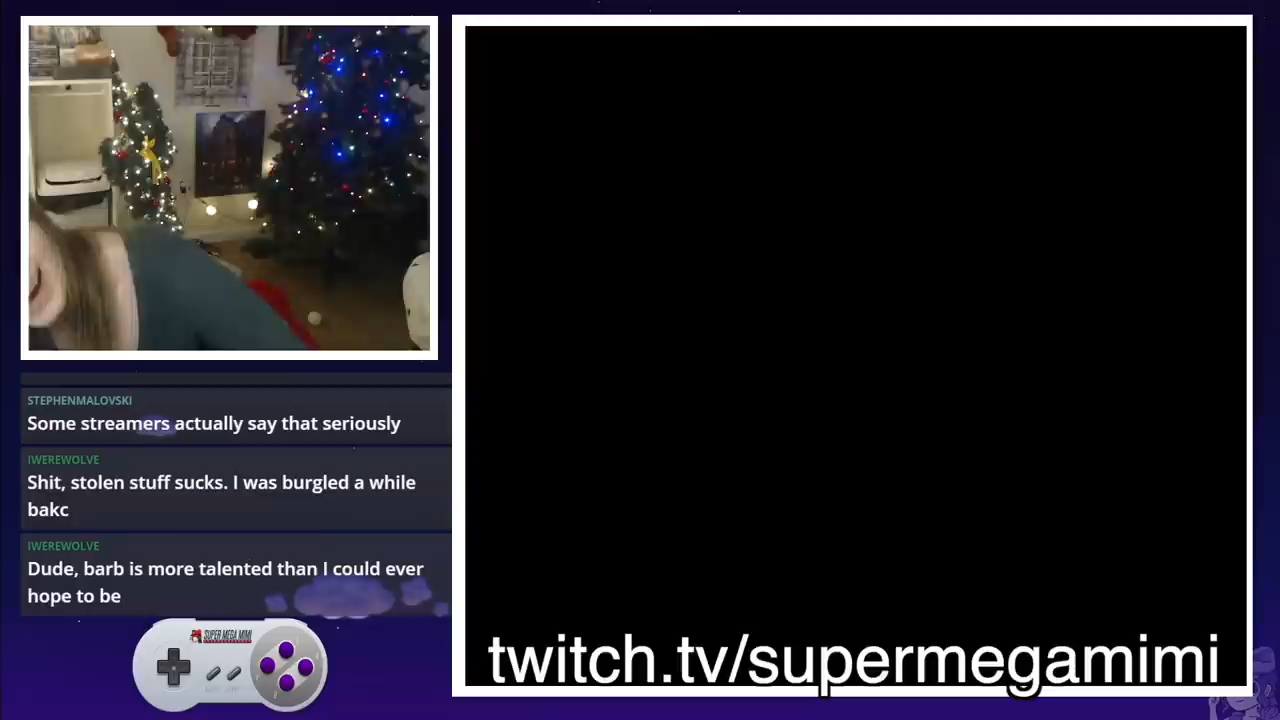 STEPHENMALOVSKI
Some streamers actually say that seriously
IWEREWOLVE
Shit, stolen stuff sucks. I was burgled a while
bakc
IWEREWOLVE
Dude, barb is more talented than I could ever
hope to be
SUPER MEGA MIMI
twitch.tv/supermegamimi